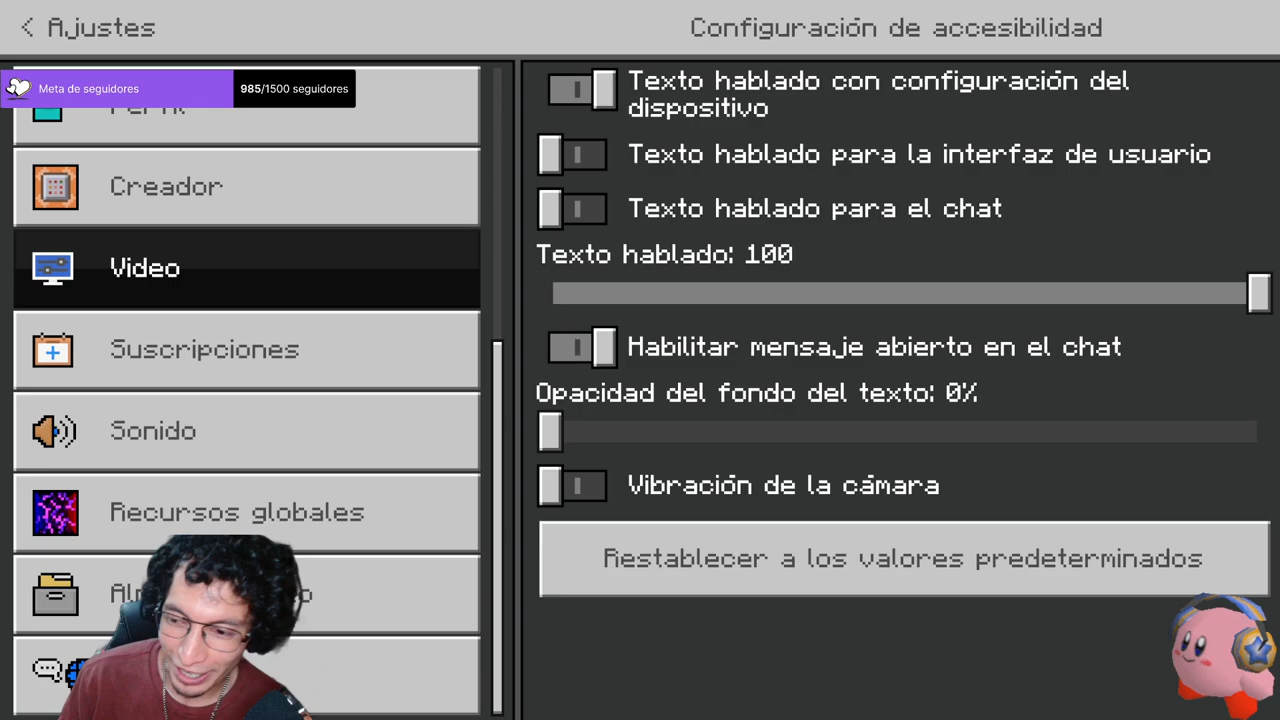 Ajustes
Configuración de accesibilidad
Meta de seguidores
985/1500 seguidores
Perfil
Creador
Video
Suscripciones
Sonido
Recursos globales
Texto hablado con configuración del
dispositivo
Texto hablado para la interfaz de usuario
Texto hablado para el chat
Texto hablado: 100
Habilitar mensaje abierto en el chat
Opacidad del fondo del texto: 0%
Vibración de la cámara
Restablecer a los valores predeterminados